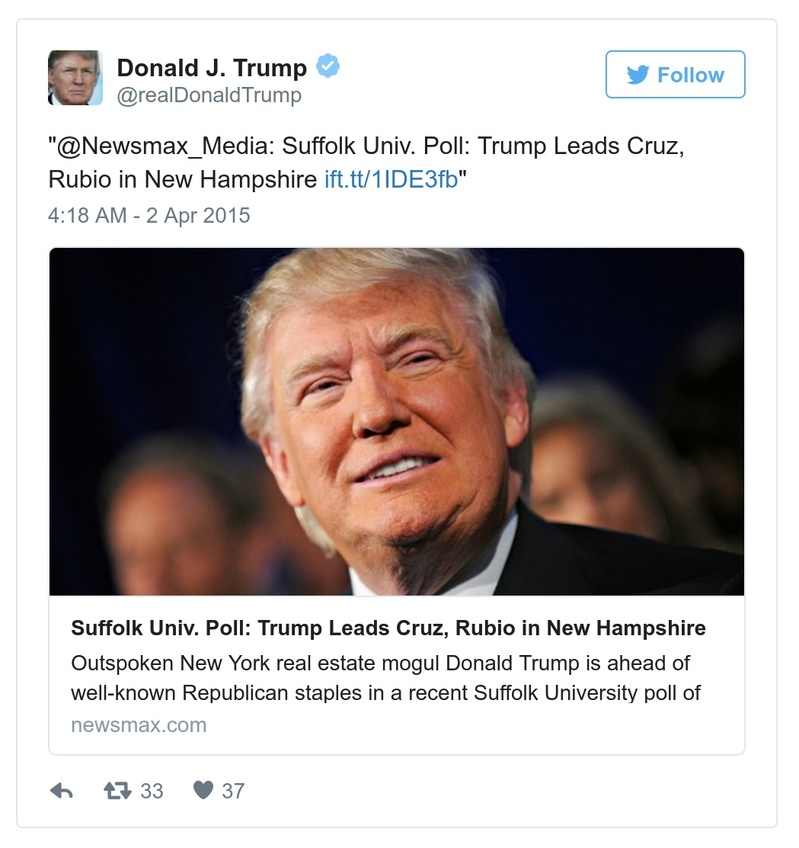 Donald J. Trump
@realDonaldTrump
Follow
"@Newsmax_Media: Suffolk Univ. Poll: Trump Leads Cruz,
Rubio in New Hampshire ift.tt/1IDE3fb"
4:18 AM - 2 Apr 2015
Suffolk Univ. Poll: Trump Leads Cruz, Rubio in New Hampshire
Outspoken New York real estate mogul Donald Trump is ahead of
well-known Republican staples in a recent Suffolk University poll of
newsmax.com
33 37